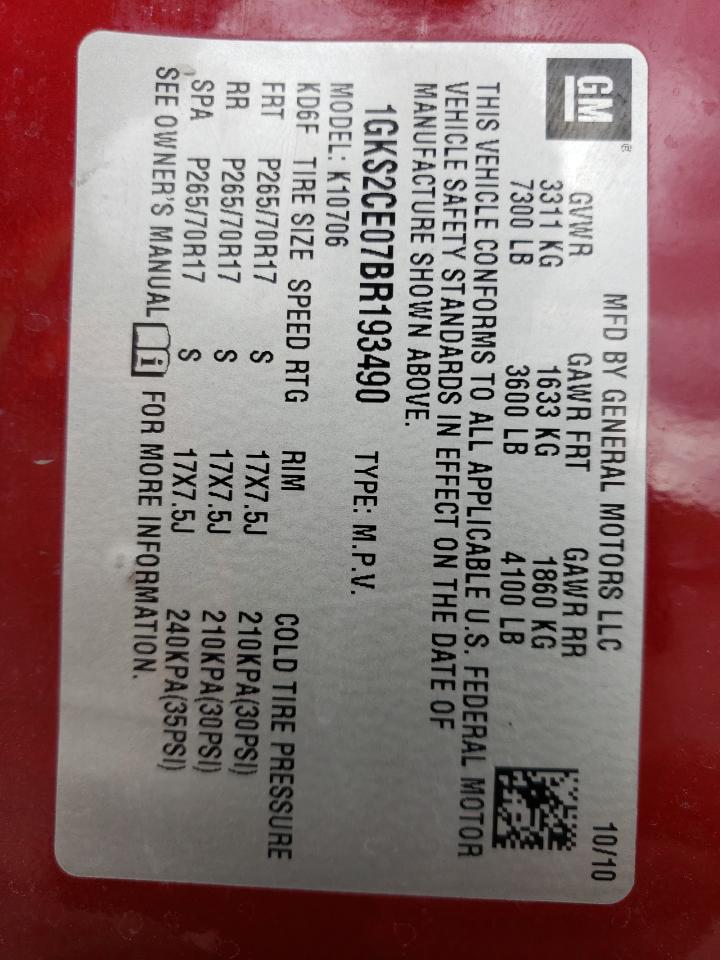 GM
MFD BY GENERAL MOTORS LLC 10/10
GVWR GAWR FRT GAWR RR
3311 KG 1633 KG 1860 KG
7300 LB 3600 LB 4100 LB
THIS VEHICLE CONFORMS TO ALL APPLICABLE U.S. FEDERAL MOTOR
VEHICLE SAFETY STANDARDS IN EFFECT ON THE DATE OF
MANUFACTURE SHOWN ABOVE.
1GKS2CE07BR193490 TYPE: M.P.V.
MODEL: K10706
KD6F TIRE SIZE SPEED RTG RIM COLD TIRE PRESSURE
FRT P265/70R17 S 17X7.5J 210KPA(30PSI)
RR P265/70R17 S 17X7.5J 210KPA(30PSI)
SPA P265/70R17 S 17X7.5J 240KPA(35PSI)
SEE OWNER'S MANUAL i FOR MORE INFORMATION.